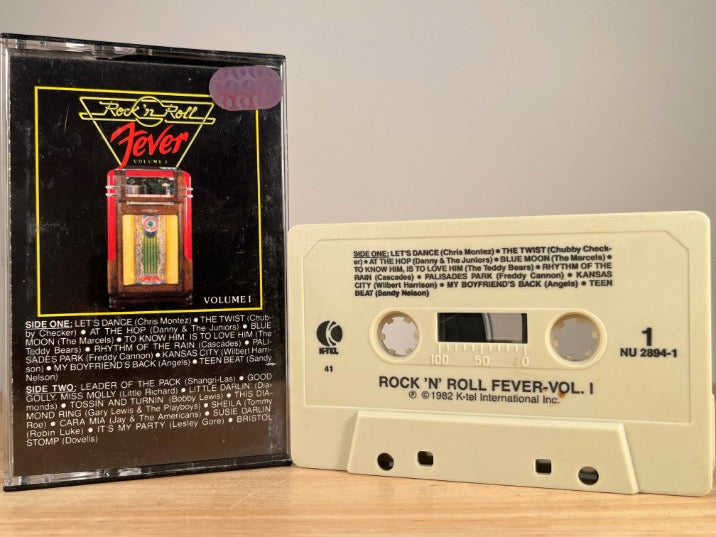 Rock 'n Roll
Fever
VOLUME I
VOLUME I
SIDE ONE: LET'S DANCE (Chris Montez) ● THE TWIST (Chub-
by Checker) ● AT THE HOP (Danny & The Juniors) ● BLUE
MOON (The Marcels) ● TO KNOW HIM, IS TO LOVE HIM (The
Teddy Bears) ● RHYTHM OF THE RAIN (Cascades) ● PALI-
SADES PARK (Freddy Cannon) ● KANSAS CITY (Wilbert Harri-
son) ● MY BOYFRIEND'S BACK (Angels) ● TEEN BEAT (Sandy
Nelson)
SIDE TWO: LEADER OF THE PACK (Shangri-Las) ● GOOD
GOLLY, MISS MOLLY (Little Richard) ● LITTLE DARLIN' (Dia-
monds) ● TOSSIN AND TURNIN' (Bobby Lewis) ● THIS DIA-
MOND RING (Gary Lewis & The Playboys) ● SHEILA (Tommy
Roe) ● CARA MIA (Jay & The Americans) ● SUSIE DARLIN'
(Robin Luke) ● IT'S MY PARTY (Lesley Gore) ● BRISTOL
STOMP (Dovells)
SIDE ONE: LET'S DANCE (Chris Montez) ● THE TWIST (Chubby Check-
er) ● AT THE HOP (Danny & The Juniors) ● BLUE MOON (The Marcels) ●
TO KNOW HIM, IS TO LOVE HIM (The Teddy Bears) ● RHYTHM OF THE
RAIN (Cascades) ● PALISADES PARK (Freddy Cannon) ● KANSAS
CITY (Wilbert Harrison) ● MY BOYFRIEND'S BACK (Angels) ● TEEN
BEAT (Sandy Nelson)
K-TEL
41
100 50 0
1
NU 2894-1
ROCK 'N' ROLL FEVER-VOL. I
℗ ©1982 K-tel International Inc.